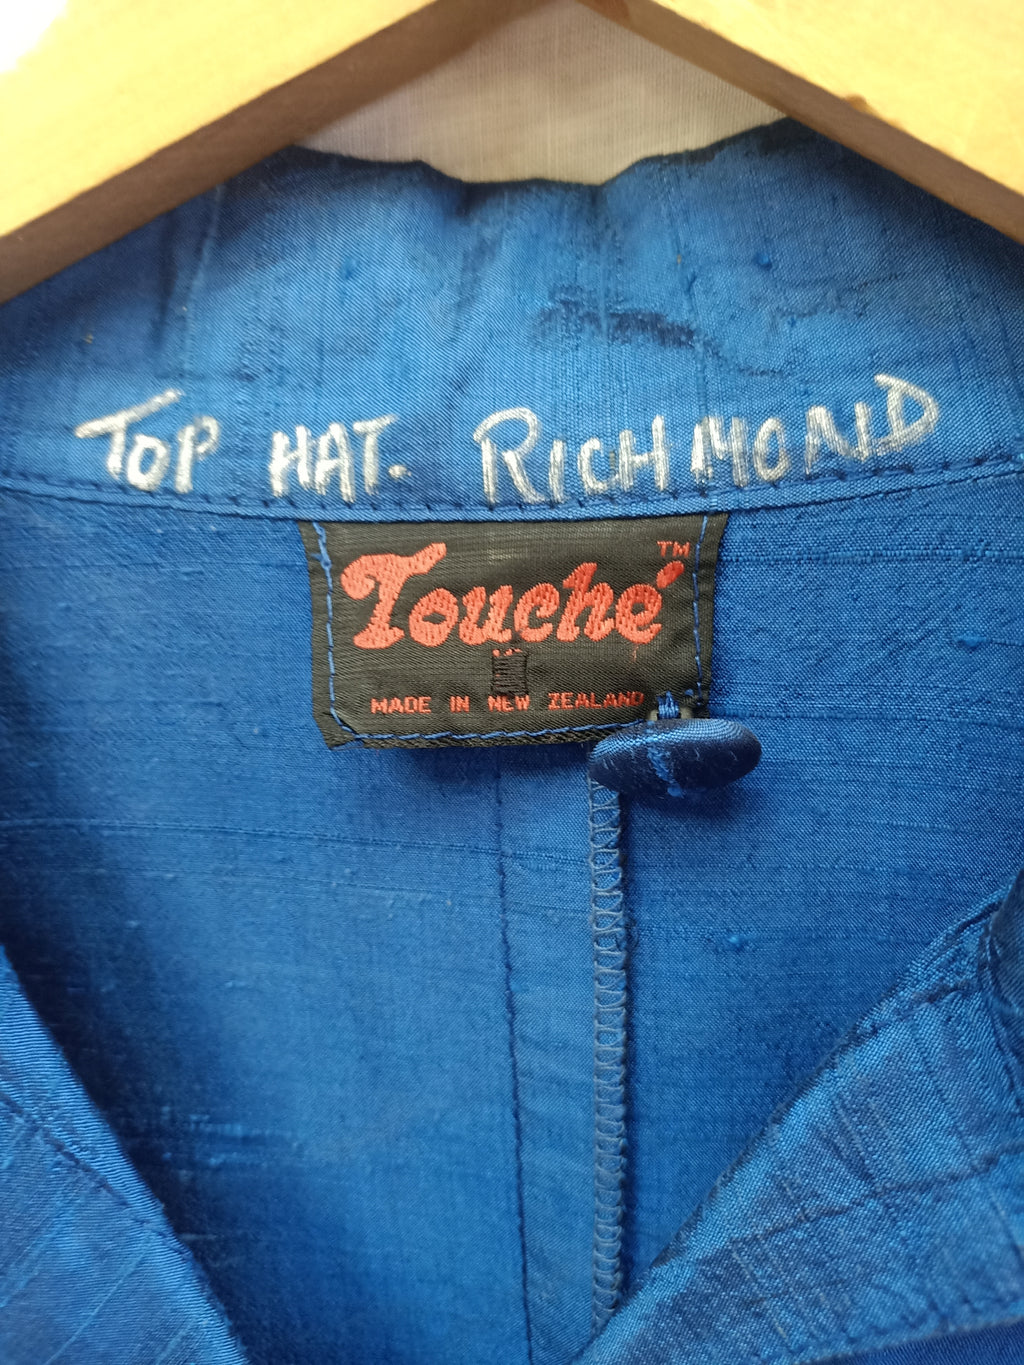 TOP HAT. RICHMOND
Touché™
MADE IN NEW ZEALAND